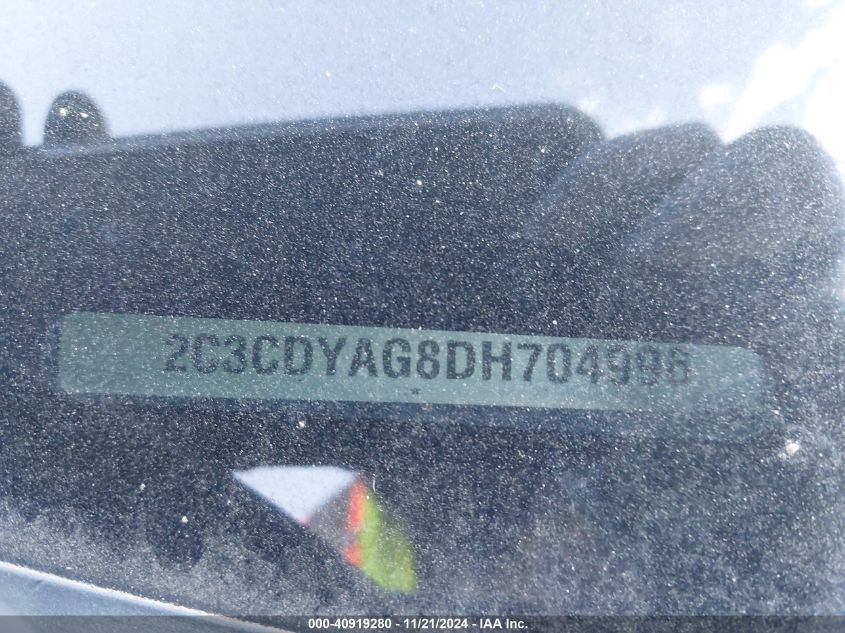 2C3CDYAG8DH704996
*
000-40919280 - 11/21/2024 - IAA Inc.